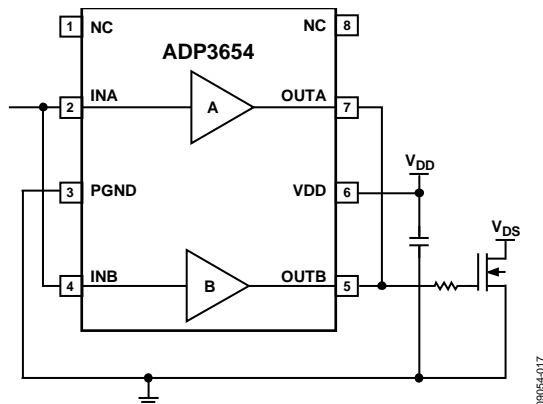 1 NC NC 8
ADP3654
2 INA A OUTA 7
3 PGND VDD 6 VDD
VDS
4 INB B OUTB 5
09054-017